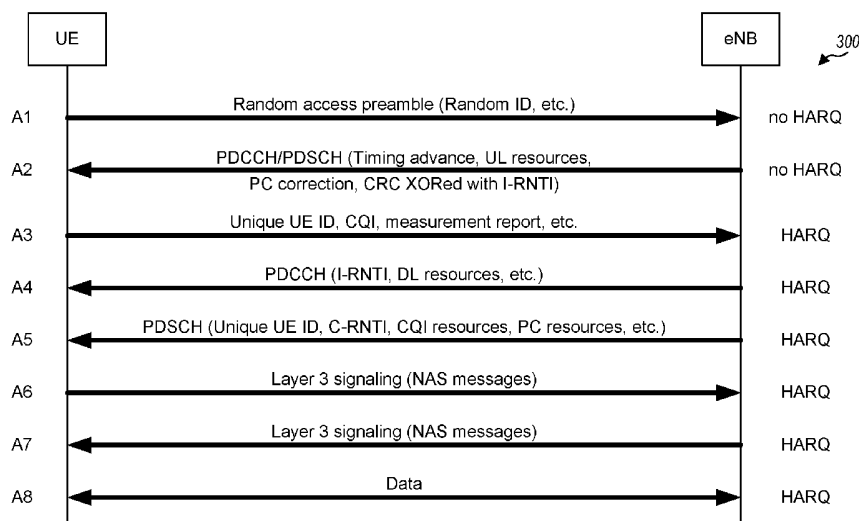 UE
eNB
300
A1
Random access preamble (Random ID, etc.)
no HARQ
A2
PDCCH/PDSCH (Timing advance, UL resources,
PC correction, CRC XORed with I-RNTI)
no HARQ
A3
Unique UE ID, CQI, measurement report, etc.
HARQ
A4
PDCCH (I-RNTI, DL resources, etc.)
HARQ
A5
PDSCH (Unique UE ID, C-RNTI, CQI resources, PC resources, etc.)
HARQ
A6
Layer 3 signaling (NAS messages)
HARQ
A7
Layer 3 signaling (NAS messages)
HARQ
A8
Data
HARQ